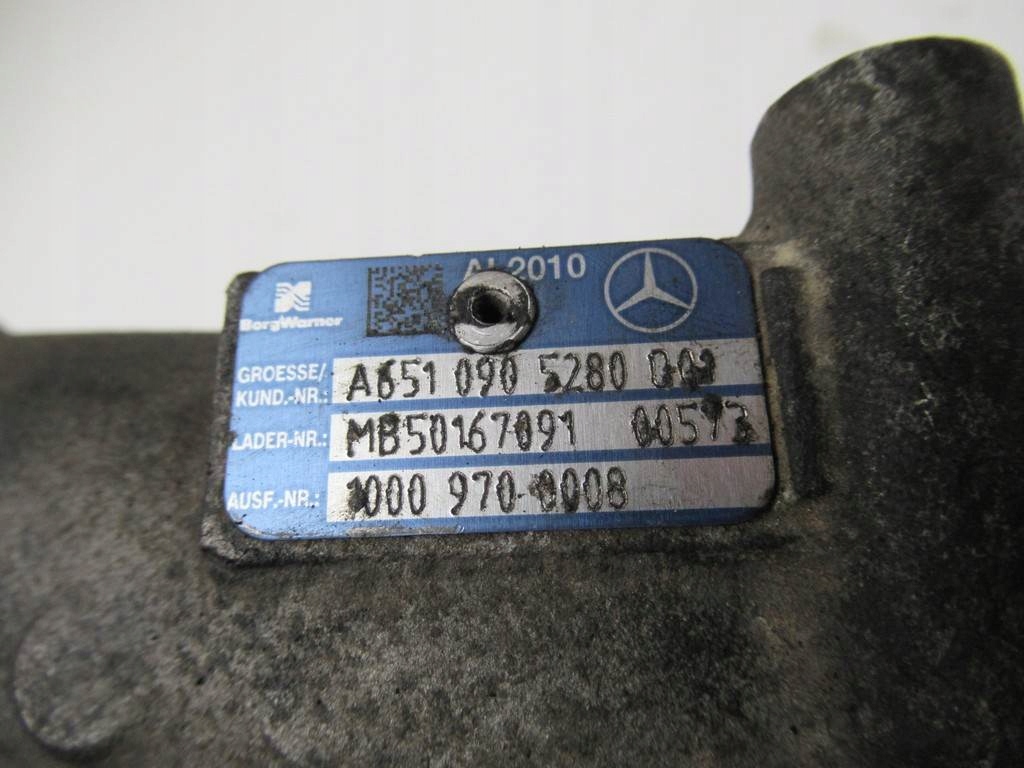 AL2010
BorgWarner
GROESSE/
KUND.-NR.: A651 090 5280
LADER-NR.: MB50167091 00573
AUSF.-NR.: 1000 970 0008